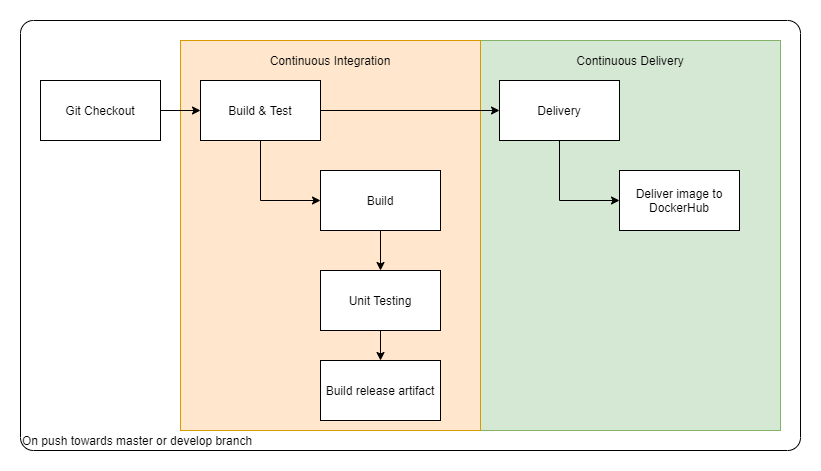 Continuous Integration
Continuous Delivery
Git Checkout
Build & Test
Delivery
Build
Deliver image to
DockerHub
Unit Testing
Build release artifact
On push towards master or develop branch